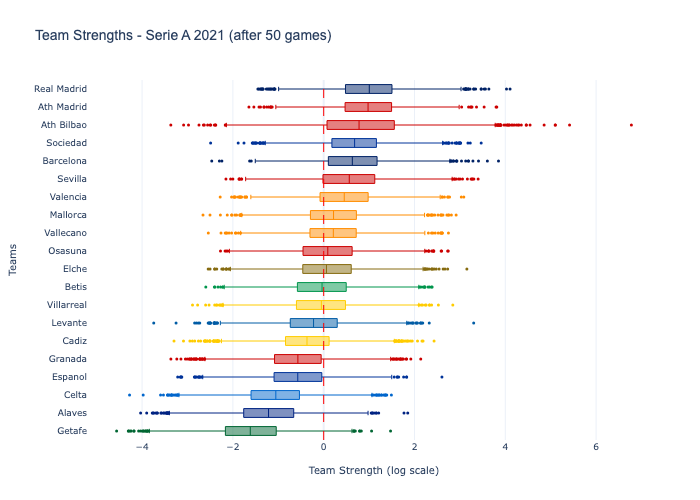 Team Strengths - Serie A 2021 (after 50 games)
Real Madrid
Ath Madrid
Ath Bilbao
Sociedad
Barcelona
Sevilla
Valencia
Mallorca
Vallecano
Osasuna
Elche
Betis
Villarreal
Levante
Cadiz
Granada
Espanol
Celta
Alaves
Getafe
Teams
−4 −2 0 2 4 6
Team Strength (log scale)